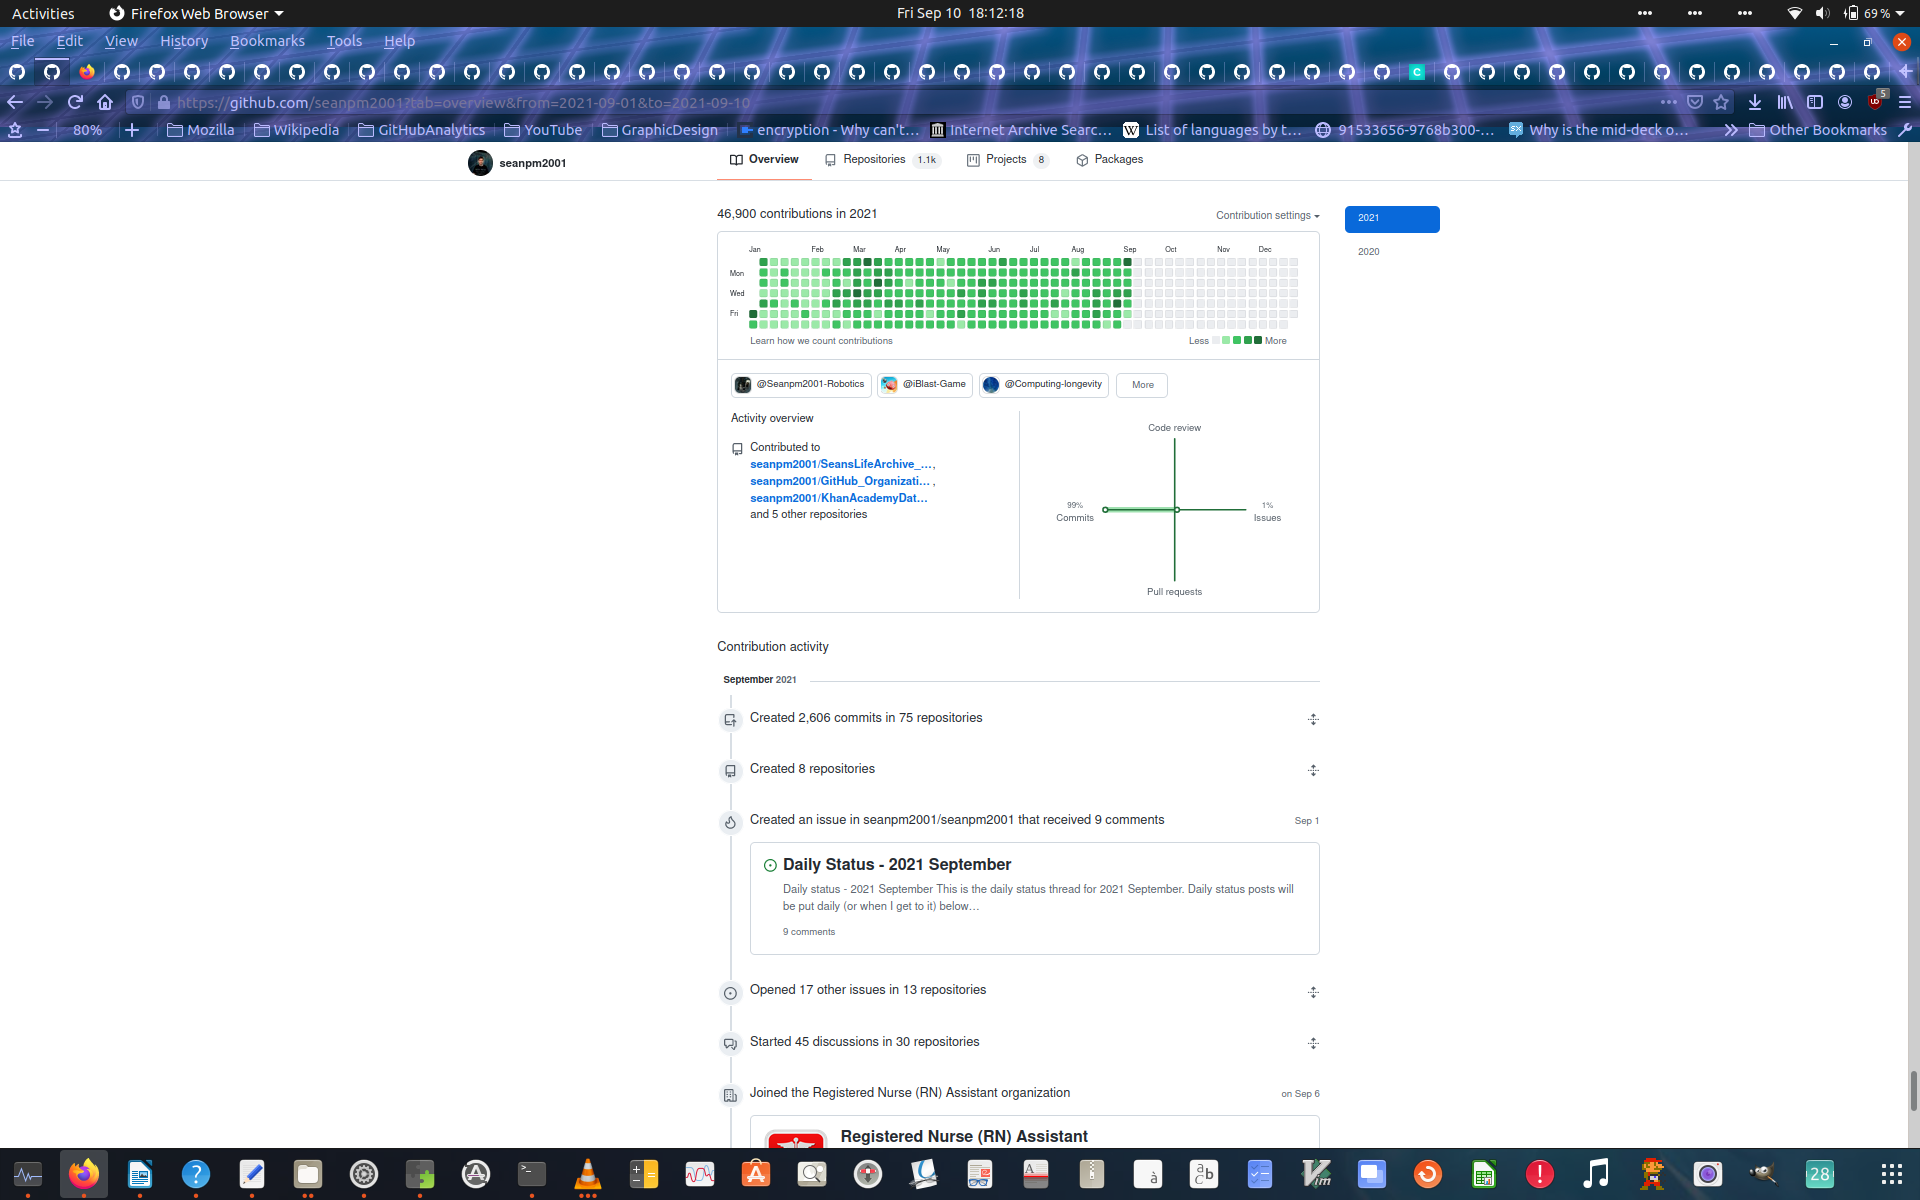 Activities
Firefox Web Browser
Fri Sep 10 18:12:18
69 %
File Edit View History Bookmarks Tools Help
https://github.com/seanpm2001?tab=overview&from=2021-09-01&to=2021-09-10
5
80%
Mozilla
Wikipedia
GitHubAnalytics
YouTube
GraphicDesign
encryption - Why can't…
Internet Archive Searc…
List of languages by t…
91533656-9768b300-…
Why is the mid-deck o…
Other Bookmarks
seanpm2001
Overview
Repositories 1.1k
Projects 8
Packages
46,900 contributions in 2021
Contribution settings
2021
2020
Jan Feb Mar Apr May Jun Jul Aug Sep Oct Nov Dec
Mon
Wed
Fri
Learn how we count contributions
Less More
@Seanpm2001-Robotics
@iBlast-Game
@Computing-longevity
More
Activity overview
Contributed to
seanpm2001/SeansLifeArchive_…,
seanpm2001/GitHub_Organizati… ,
seanpm2001/KhanAcademyDat…
and 5 other repositories
Code review
99%
Commits
1%
Issues
Pull requests
Contribution activity
September 2021
Created 2,606 commits in 75 repositories
Created 8 repositories
Created an issue in seanpm2001/seanpm2001 that received 9 comments
Sep 1
Daily Status - 2021 September
Daily status - 2021 September This is the daily status thread for 2021 September. Daily status posts will
be put daily (or when I get to it) below…
9 comments
Opened 17 other issues in 13 repositories
Started 45 discussions in 30 repositories
Joined the Registered Nurse (RN) Assistant organization
on Sep 6
Registered Nurse (RN) Assistant
28